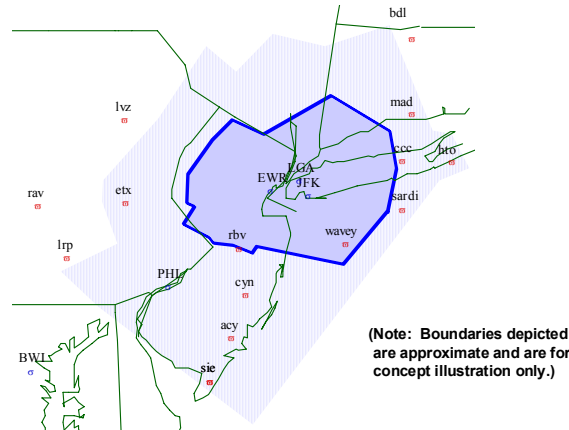 bdl
lvz
mad
ccc
hto
LGA
EWR
JFK
rav
etx
sardi
wavey
rbv
lrp
PHL
cyn
acy
(Note: Boundaries depicted
are approximate and are for
concept illustration only.)
BWI
sie